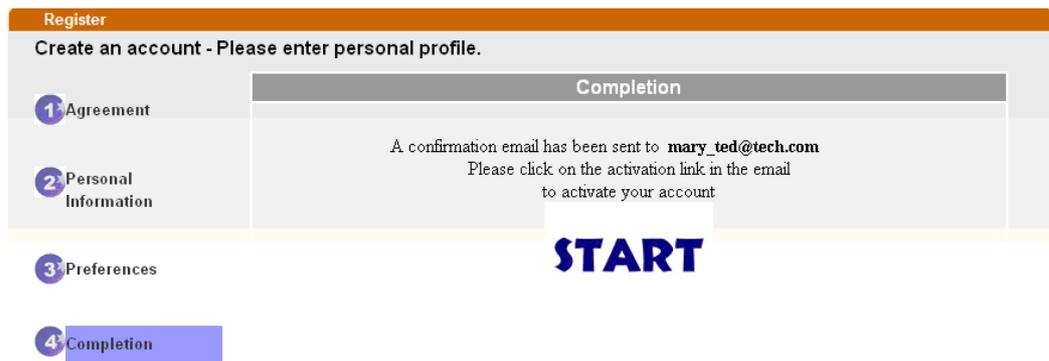 Register
Create an account - Please enter personal profile.
Completion
1 Agreement
A confirmation email has been sent to mary_ted@tech.com
Please click on the activation link in the email
to activate your account
2 Personal
Information
START
3 Preferences
4 Completion